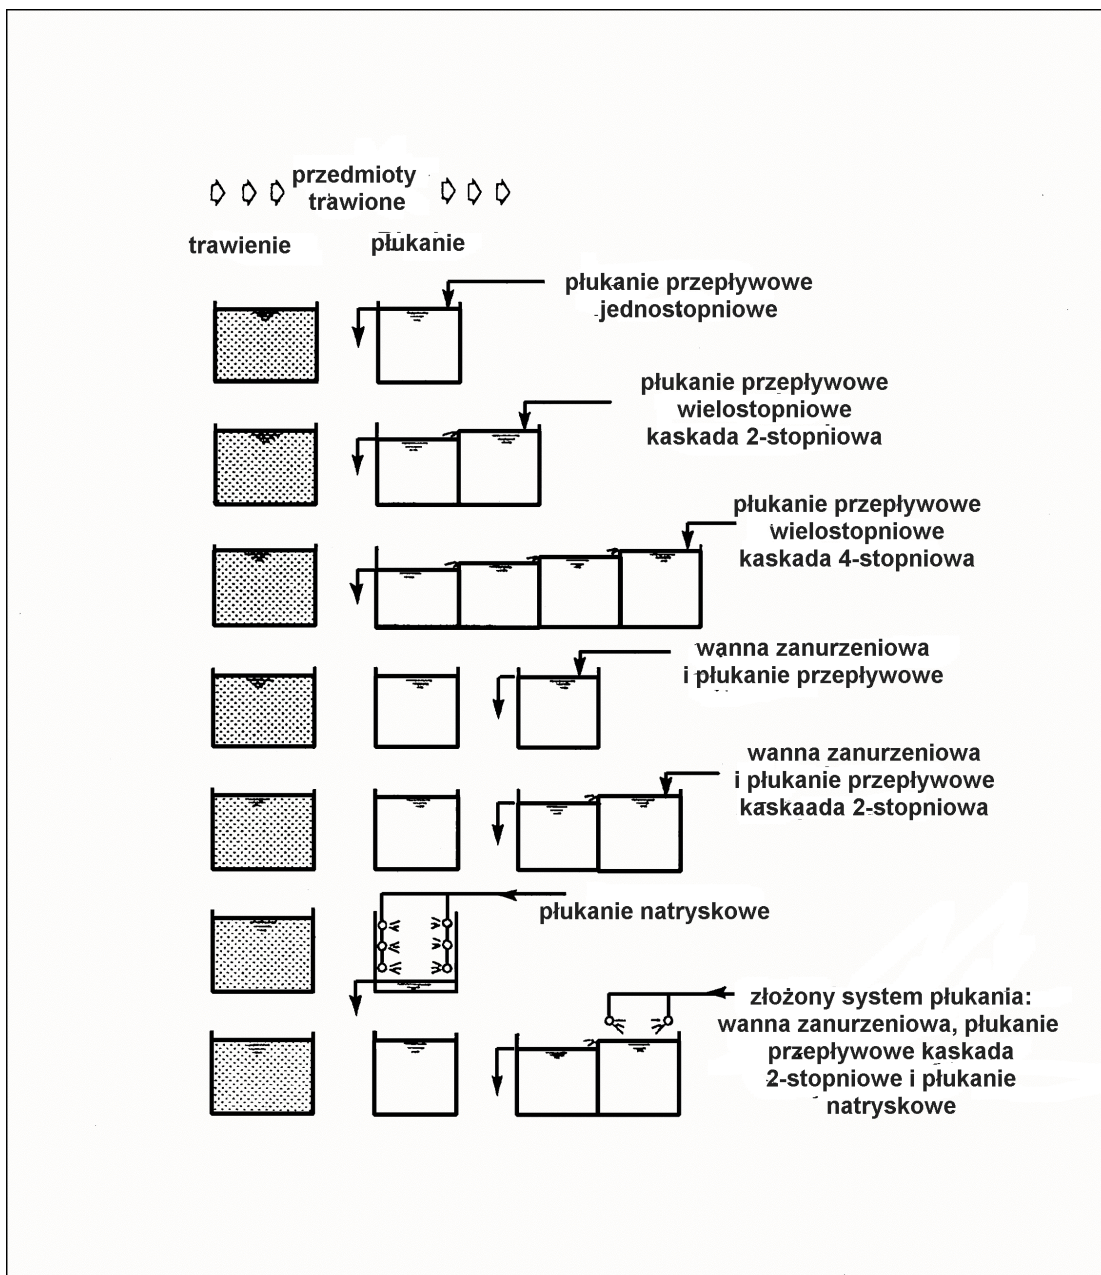 przedmioty
trawione
trawienie
płukanie
płukanie przepływowe
jednostopniowe
płukanie przepływowe
wielostopniowe
kaskada 2-stopniowa
płukanie przepływowe
wielostopniowe
kaskada 4-stopniowa
wanna zanurzeniowa
i płukanie przepływowe
wanna zanurzeniowa
i płukanie przepływowe
kaskaada 2-stopniowa
płukanie natryskowe
złożony system płukania:
wanna zanurzeniowa, płukanie
przepływowe kaskada
2-stopniowe i płukanie
natryskowe